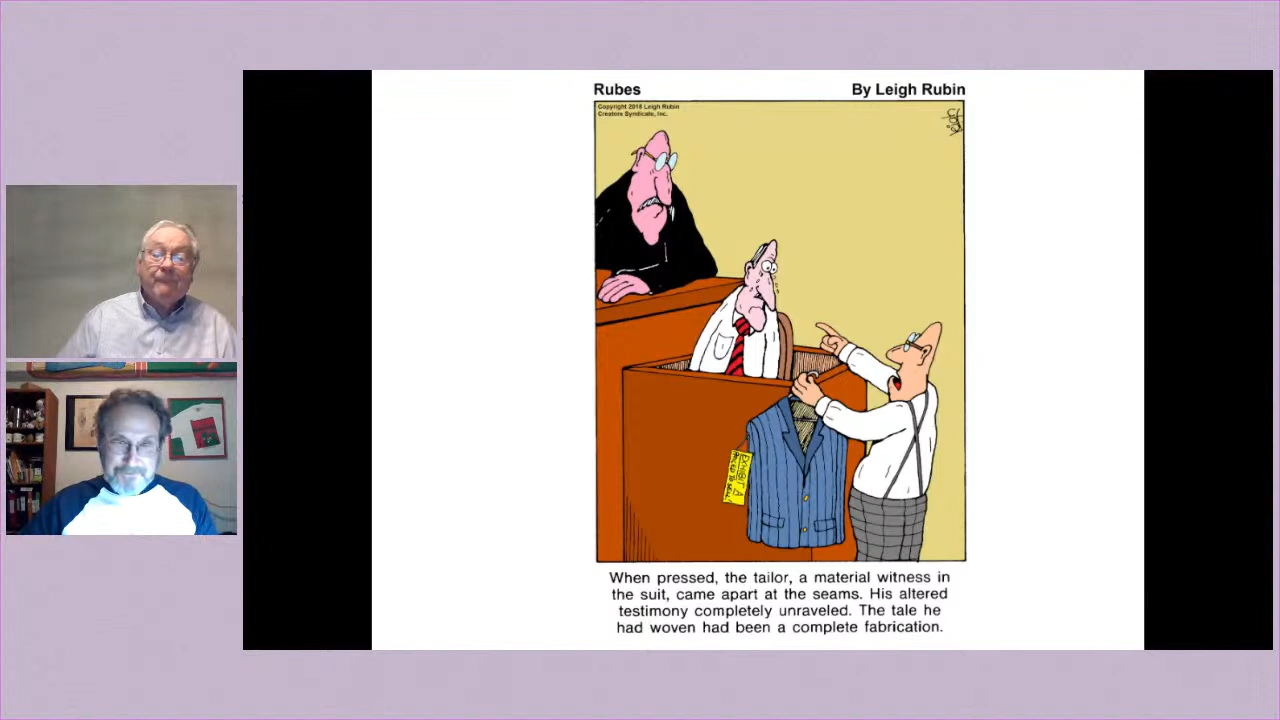 Rubes
By Leigh Rubin
Copyright 2018 Leigh Rubin
Creators Syndicate, Inc.
EXHIBIT A
When pressed, the tailor, a material witness in
the suit, came apart at the seams. His altered
testimony completely unraveled. The tale he
had woven had been a complete fabrication.